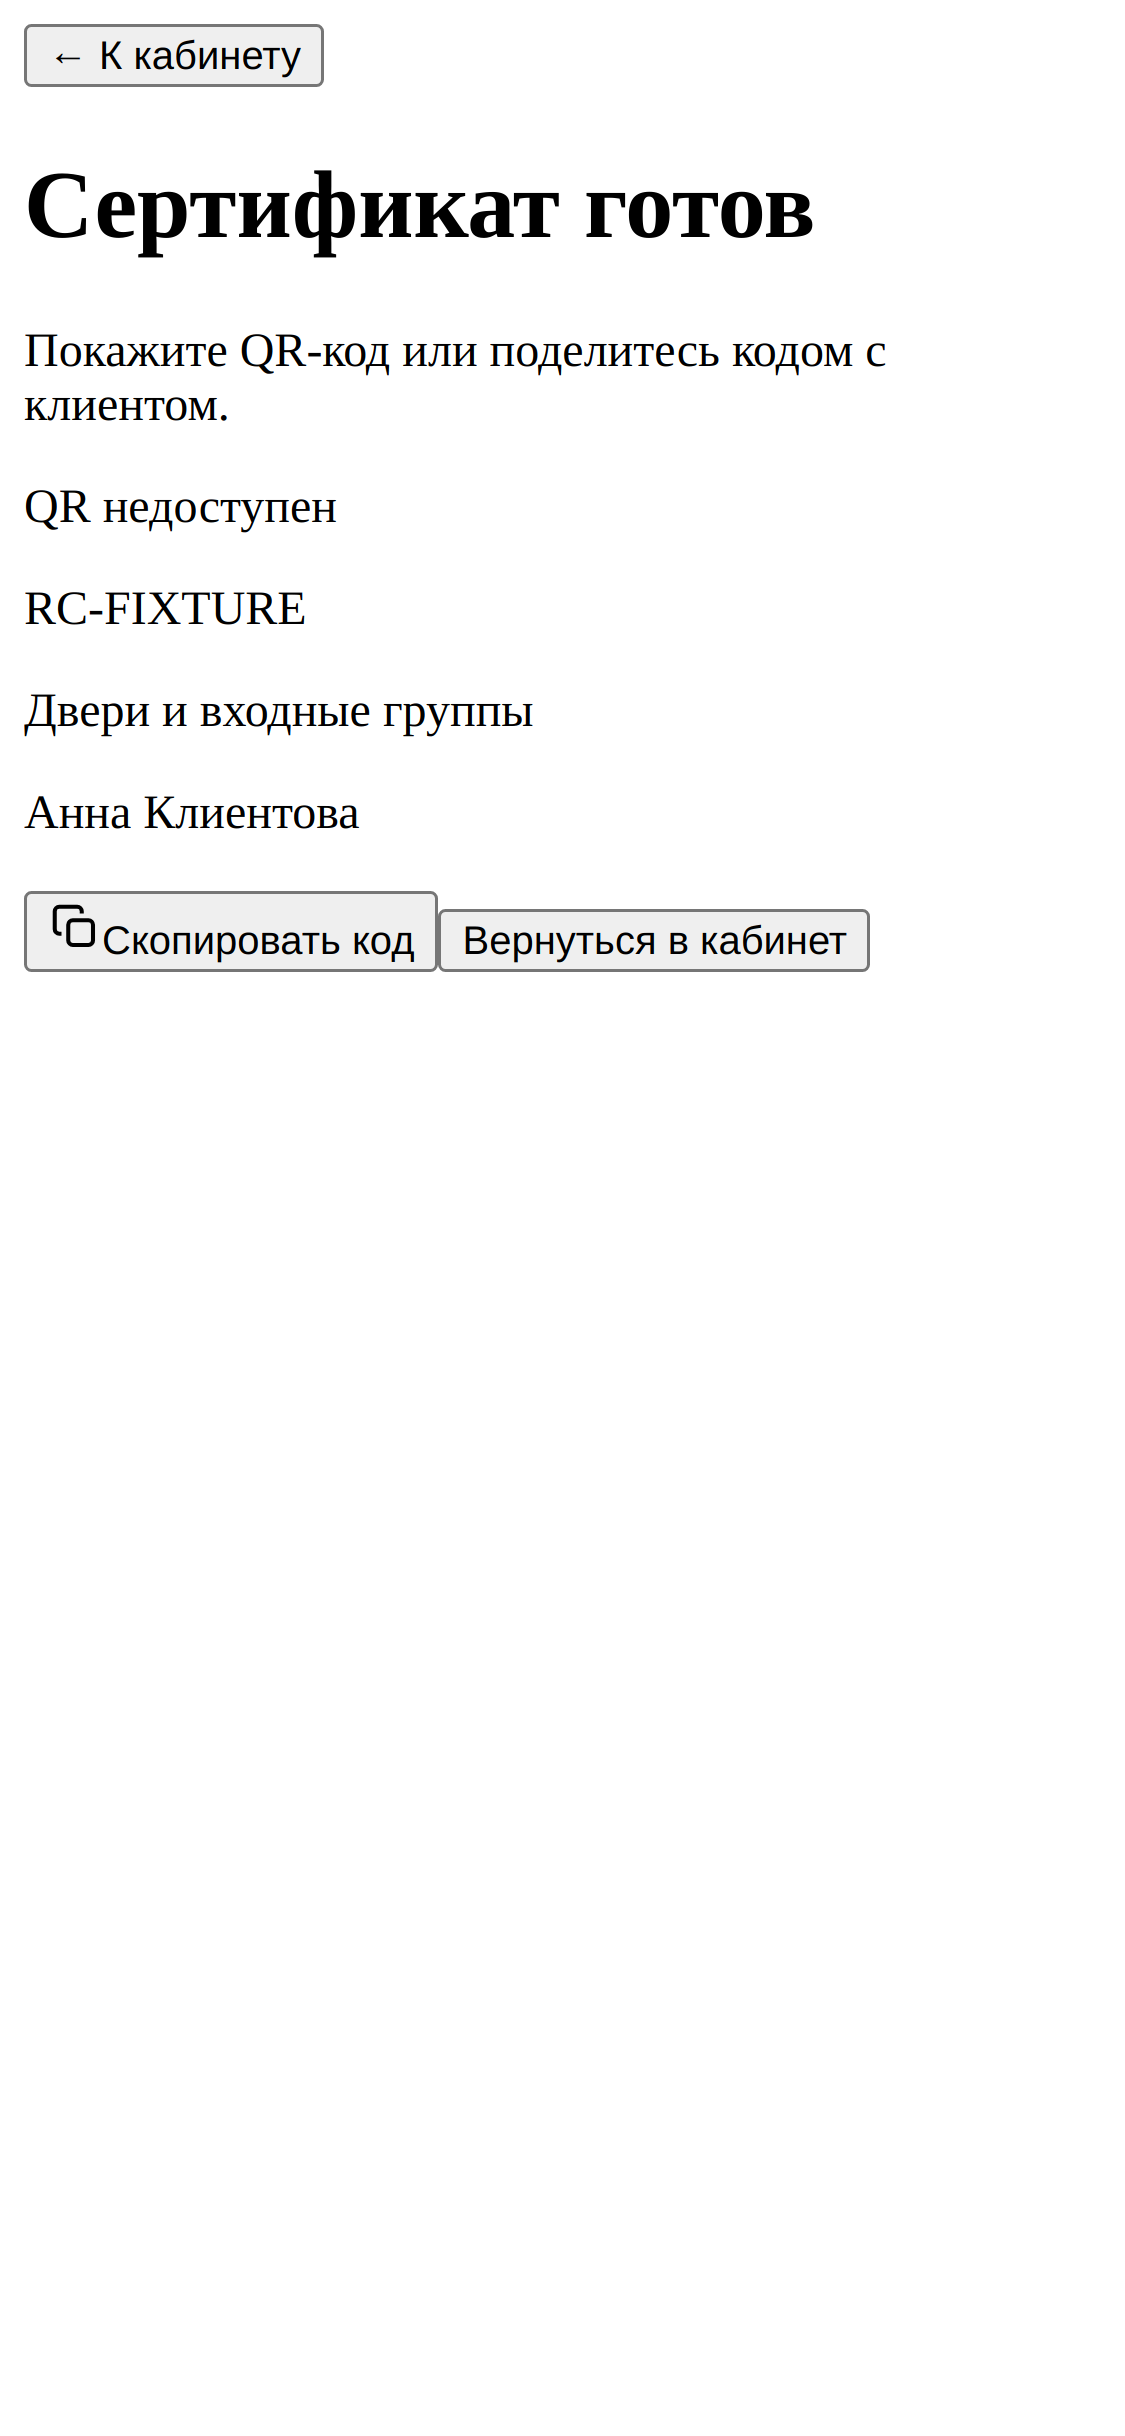 ← К кабинету
Сертификат готов
Покажите QR-код или поделитесь кодом с
клиентом.
QR недоступен
RC-FIXTURE
Двери и входные группы
Анна Клиентова
Скопировать код
Вернуться в кабинет